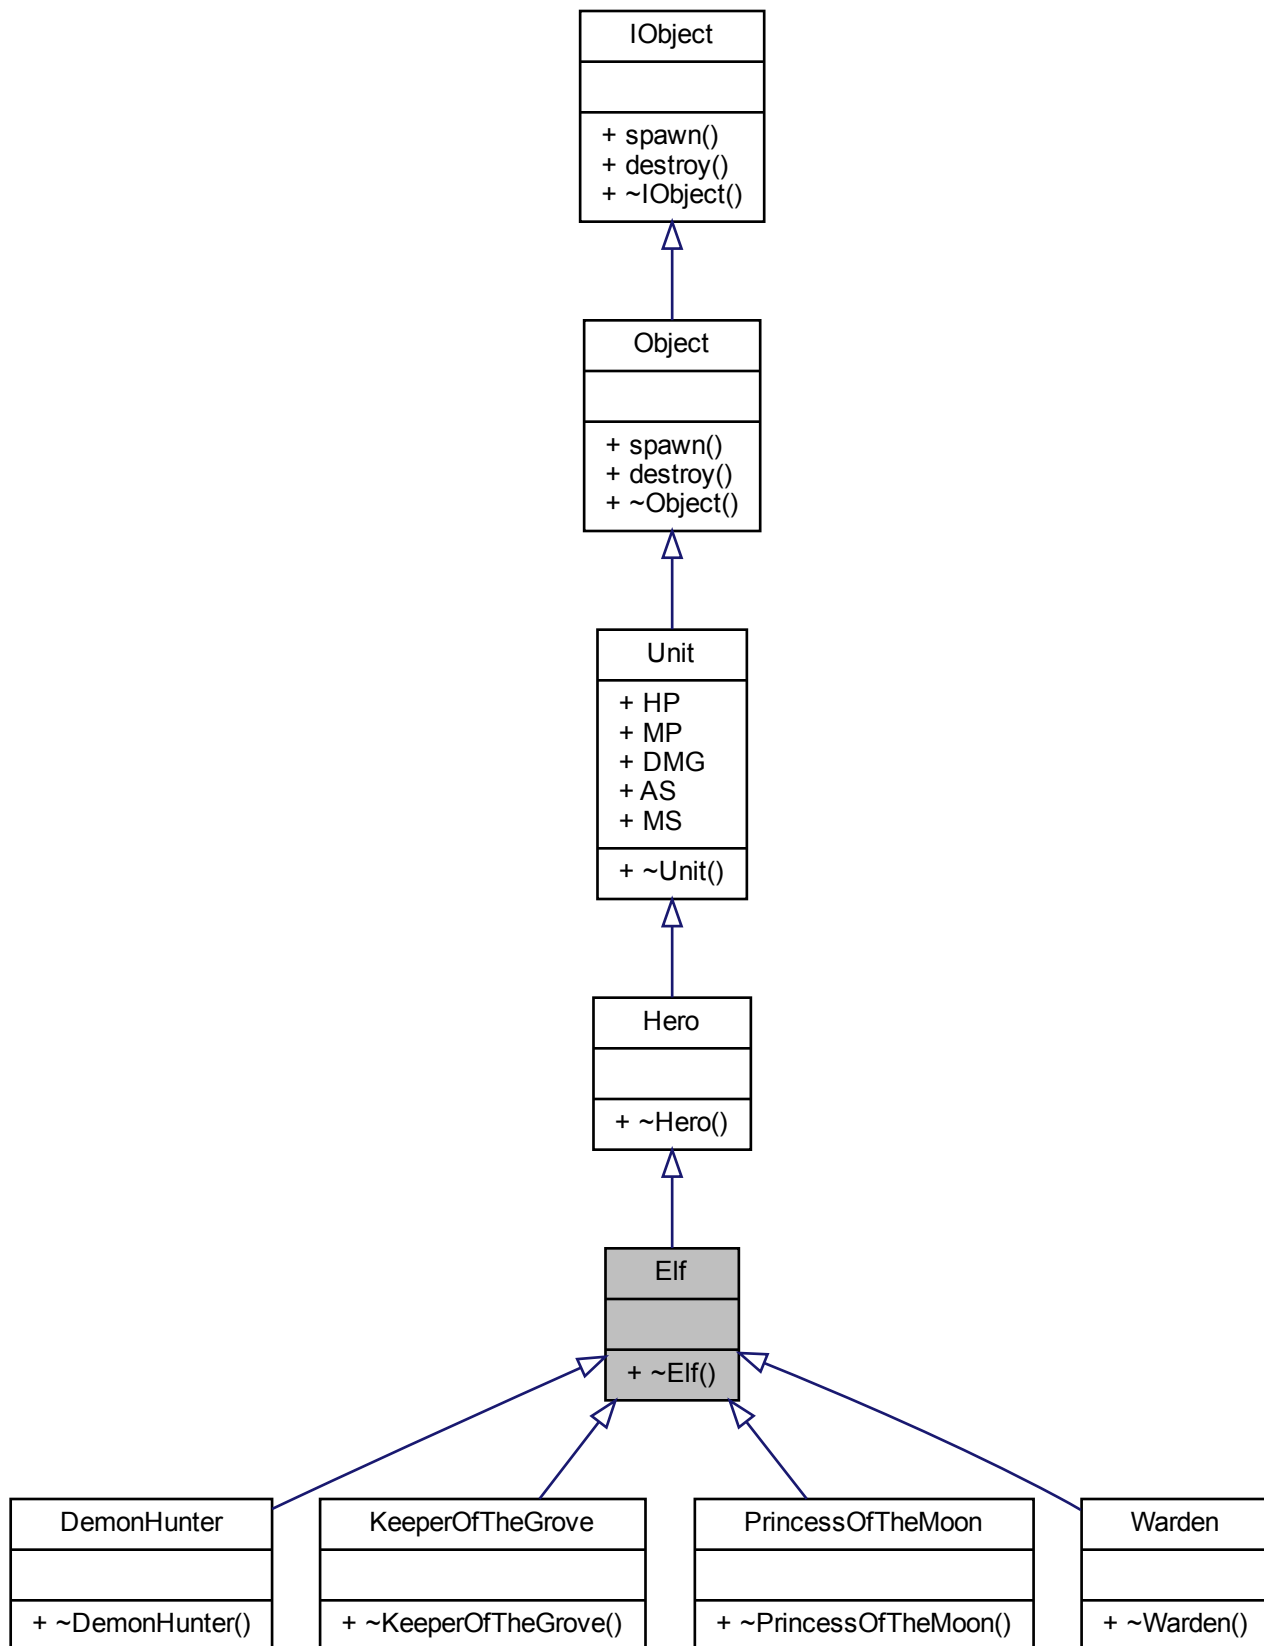 IObject
+ spawn()
+ destroy()
+ ~IObject()
Object
+ spawn()
+ destroy()
+ ~Object()
Unit
+ HP
+ MP
+ DMG
+ AS
+ MS
+ ~Unit()
Hero
+ ~Hero()
Elf
+ ~Elf()
DemonHunter
+ ~DemonHunter()
KeeperOfTheGrove
+ ~KeeperOfTheGrove()
PrincessOfTheMoon
+ ~PrincessOfTheMoon()
Warden
+ ~Warden()